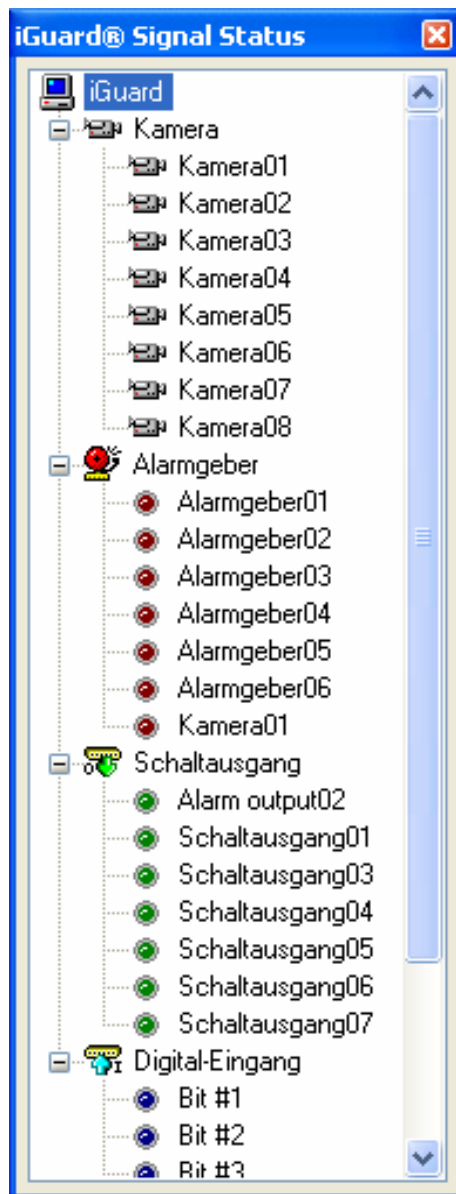 iGuard® Signal Status
iGuard
Kamera
Kamera01
Kamera02
Kamera03
Kamera04
Kamera05
Kamera06
Kamera07
Kamera08
Alarmgeber
Alarmgeber01
Alarmgeber02
Alarmgeber03
Alarmgeber04
Alarmgeber05
Alarmgeber06
Kamera01
Schaltausgang
Alarm output02
Schaltausgang01
Schaltausgang03
Schaltausgang04
Schaltausgang05
Schaltausgang06
Schaltausgang07
Digital-Eingang
Bit #1
Bit #2
Bit #3